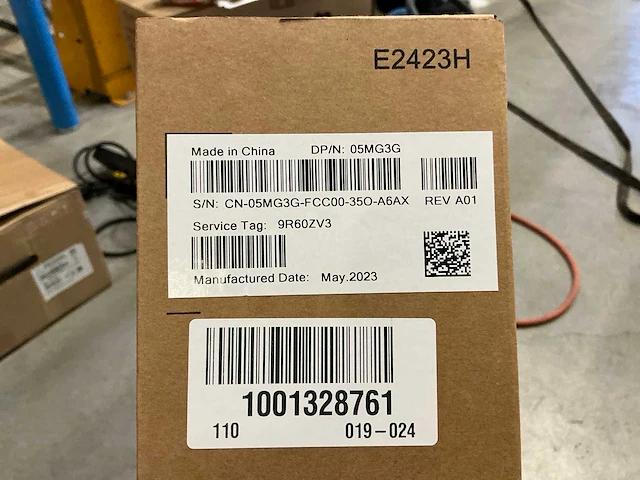 E2423H
Made in China DP/N: 05MG3G
S/N: CN-05MG3G-FCC00-35O-A6AX REV A01
Service Tag: 9R60ZV3
Manufactured Date: May.2023
1001328761
110 019-024